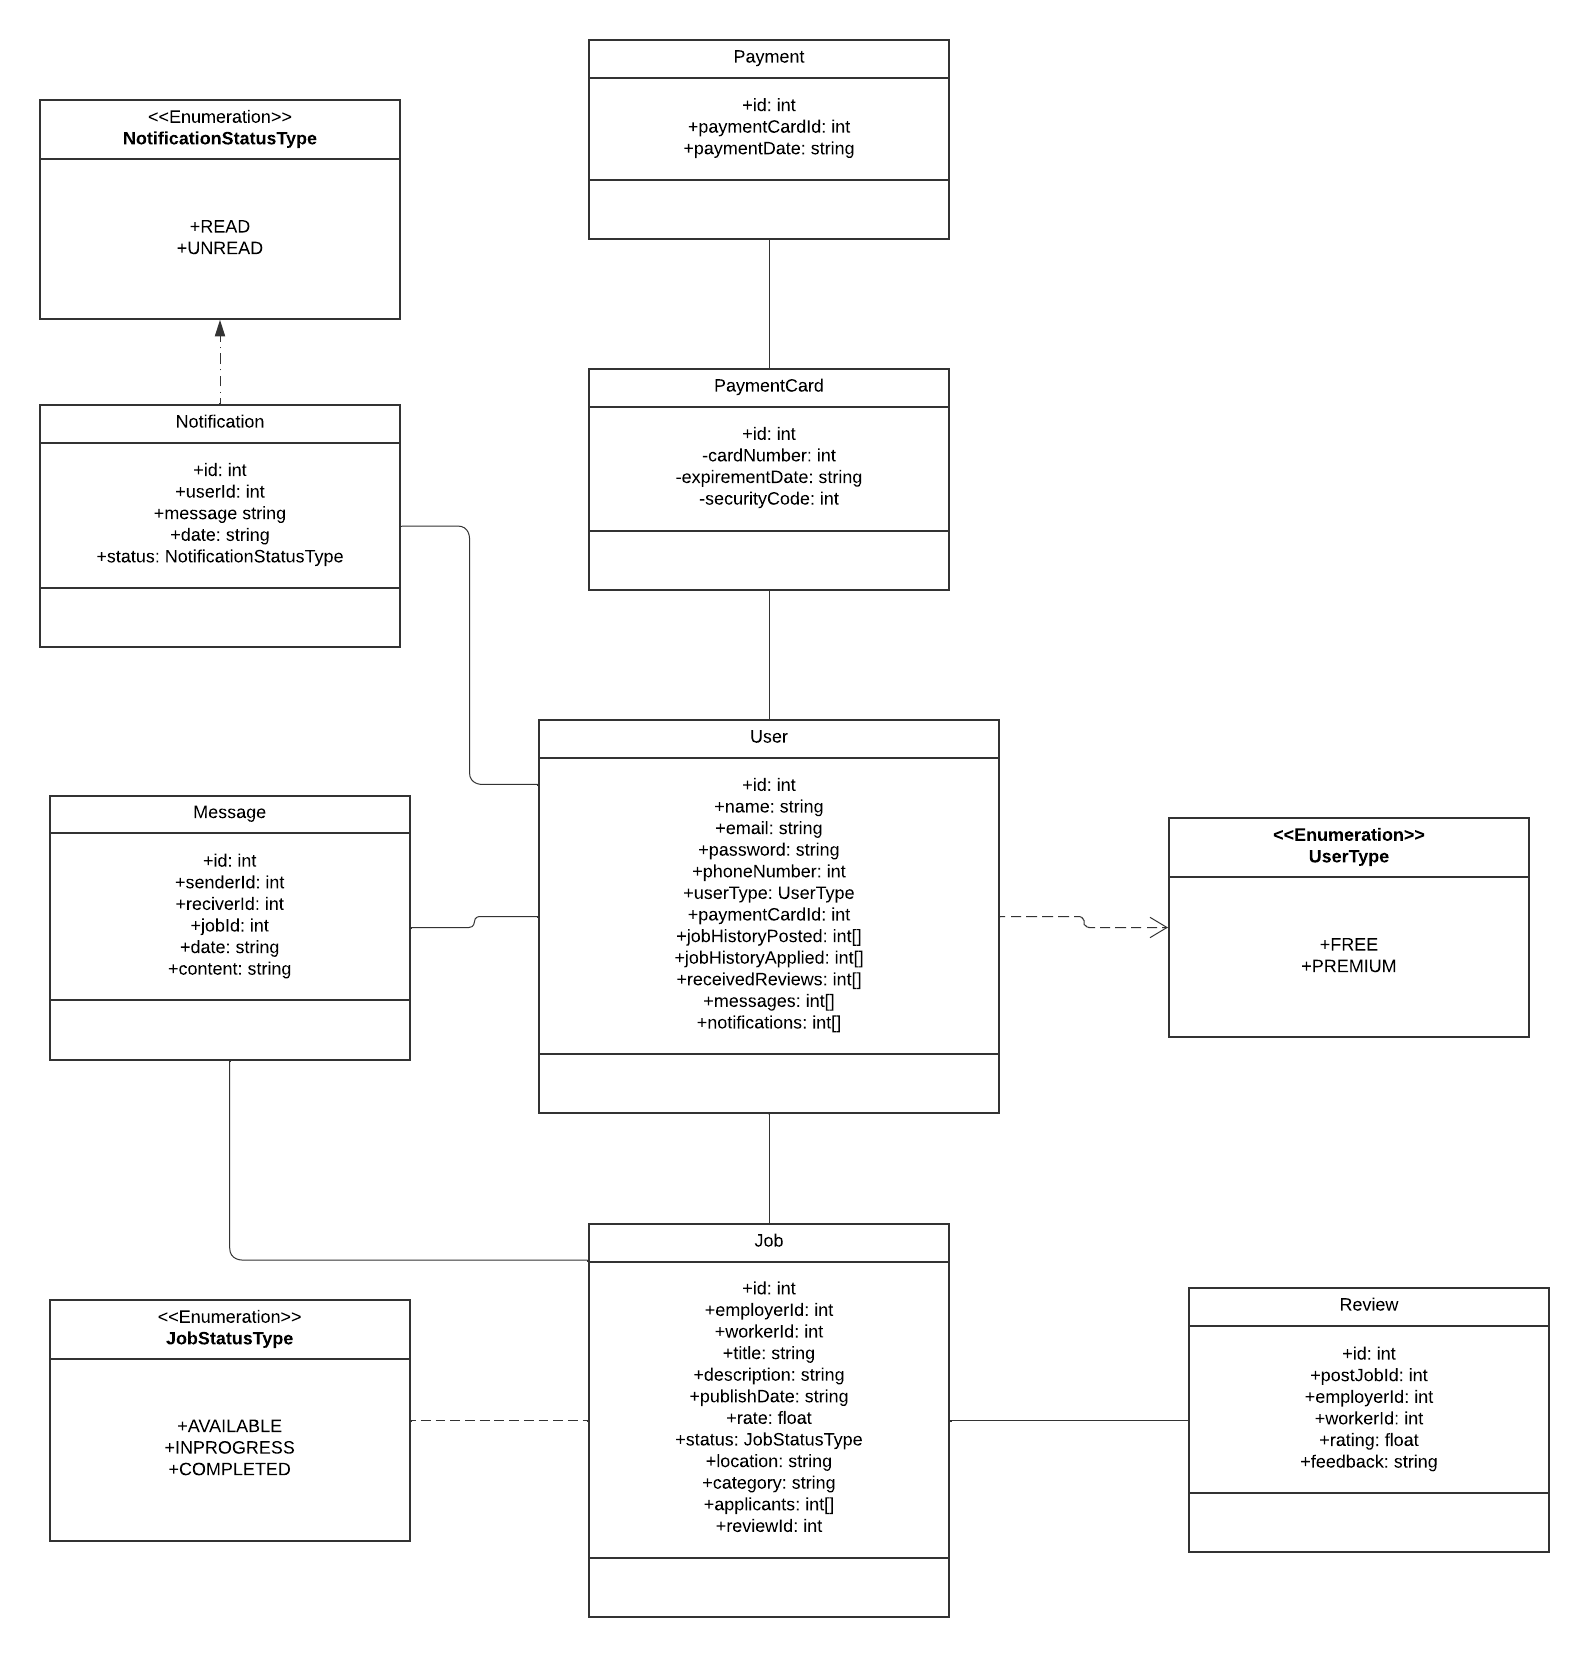 Payment
+id: int
+paymentCardId: int
+paymentDate: string
<<Enumeration>>
NotificationStatusType
+READ
+UNREAD
PaymentCard
+id: int
-cardNumber: int
-expirementDate: string
-securityCode: int
Notification
+id: int
+userId: int
+message string
+date: string
+status: NotificationStatusType
User
+id: int
+name: string
+email: string
+password: string
+phoneNumber: int
+userType: UserType
+paymentCardId: int
+jobHistoryPosted: int[]
+jobHistoryApplied: int[]
+receivedReviews: int[]
+messages: int[]
+notifications: int[]
Message
+id: int
+senderId: int
+reciverId: int
+jobId: int
+date: string
+content: string
<<Enumeration>>
UserType
+FREE
+PREMIUM
Job
+id: int
+employerId: int
+workerId: int
+title: string
+description: string
+publishDate: string
+rate: float
+status: JobStatusType
+location: string
+category: string
+applicants: int[]
+reviewId: int
<<Enumeration>>
JobStatusType
+AVAILABLE
+INPROGRESS
+COMPLETED
Review
+id: int
+postJobId: int
+employerId: int
+workerId: int
+rating: float
+feedback: string